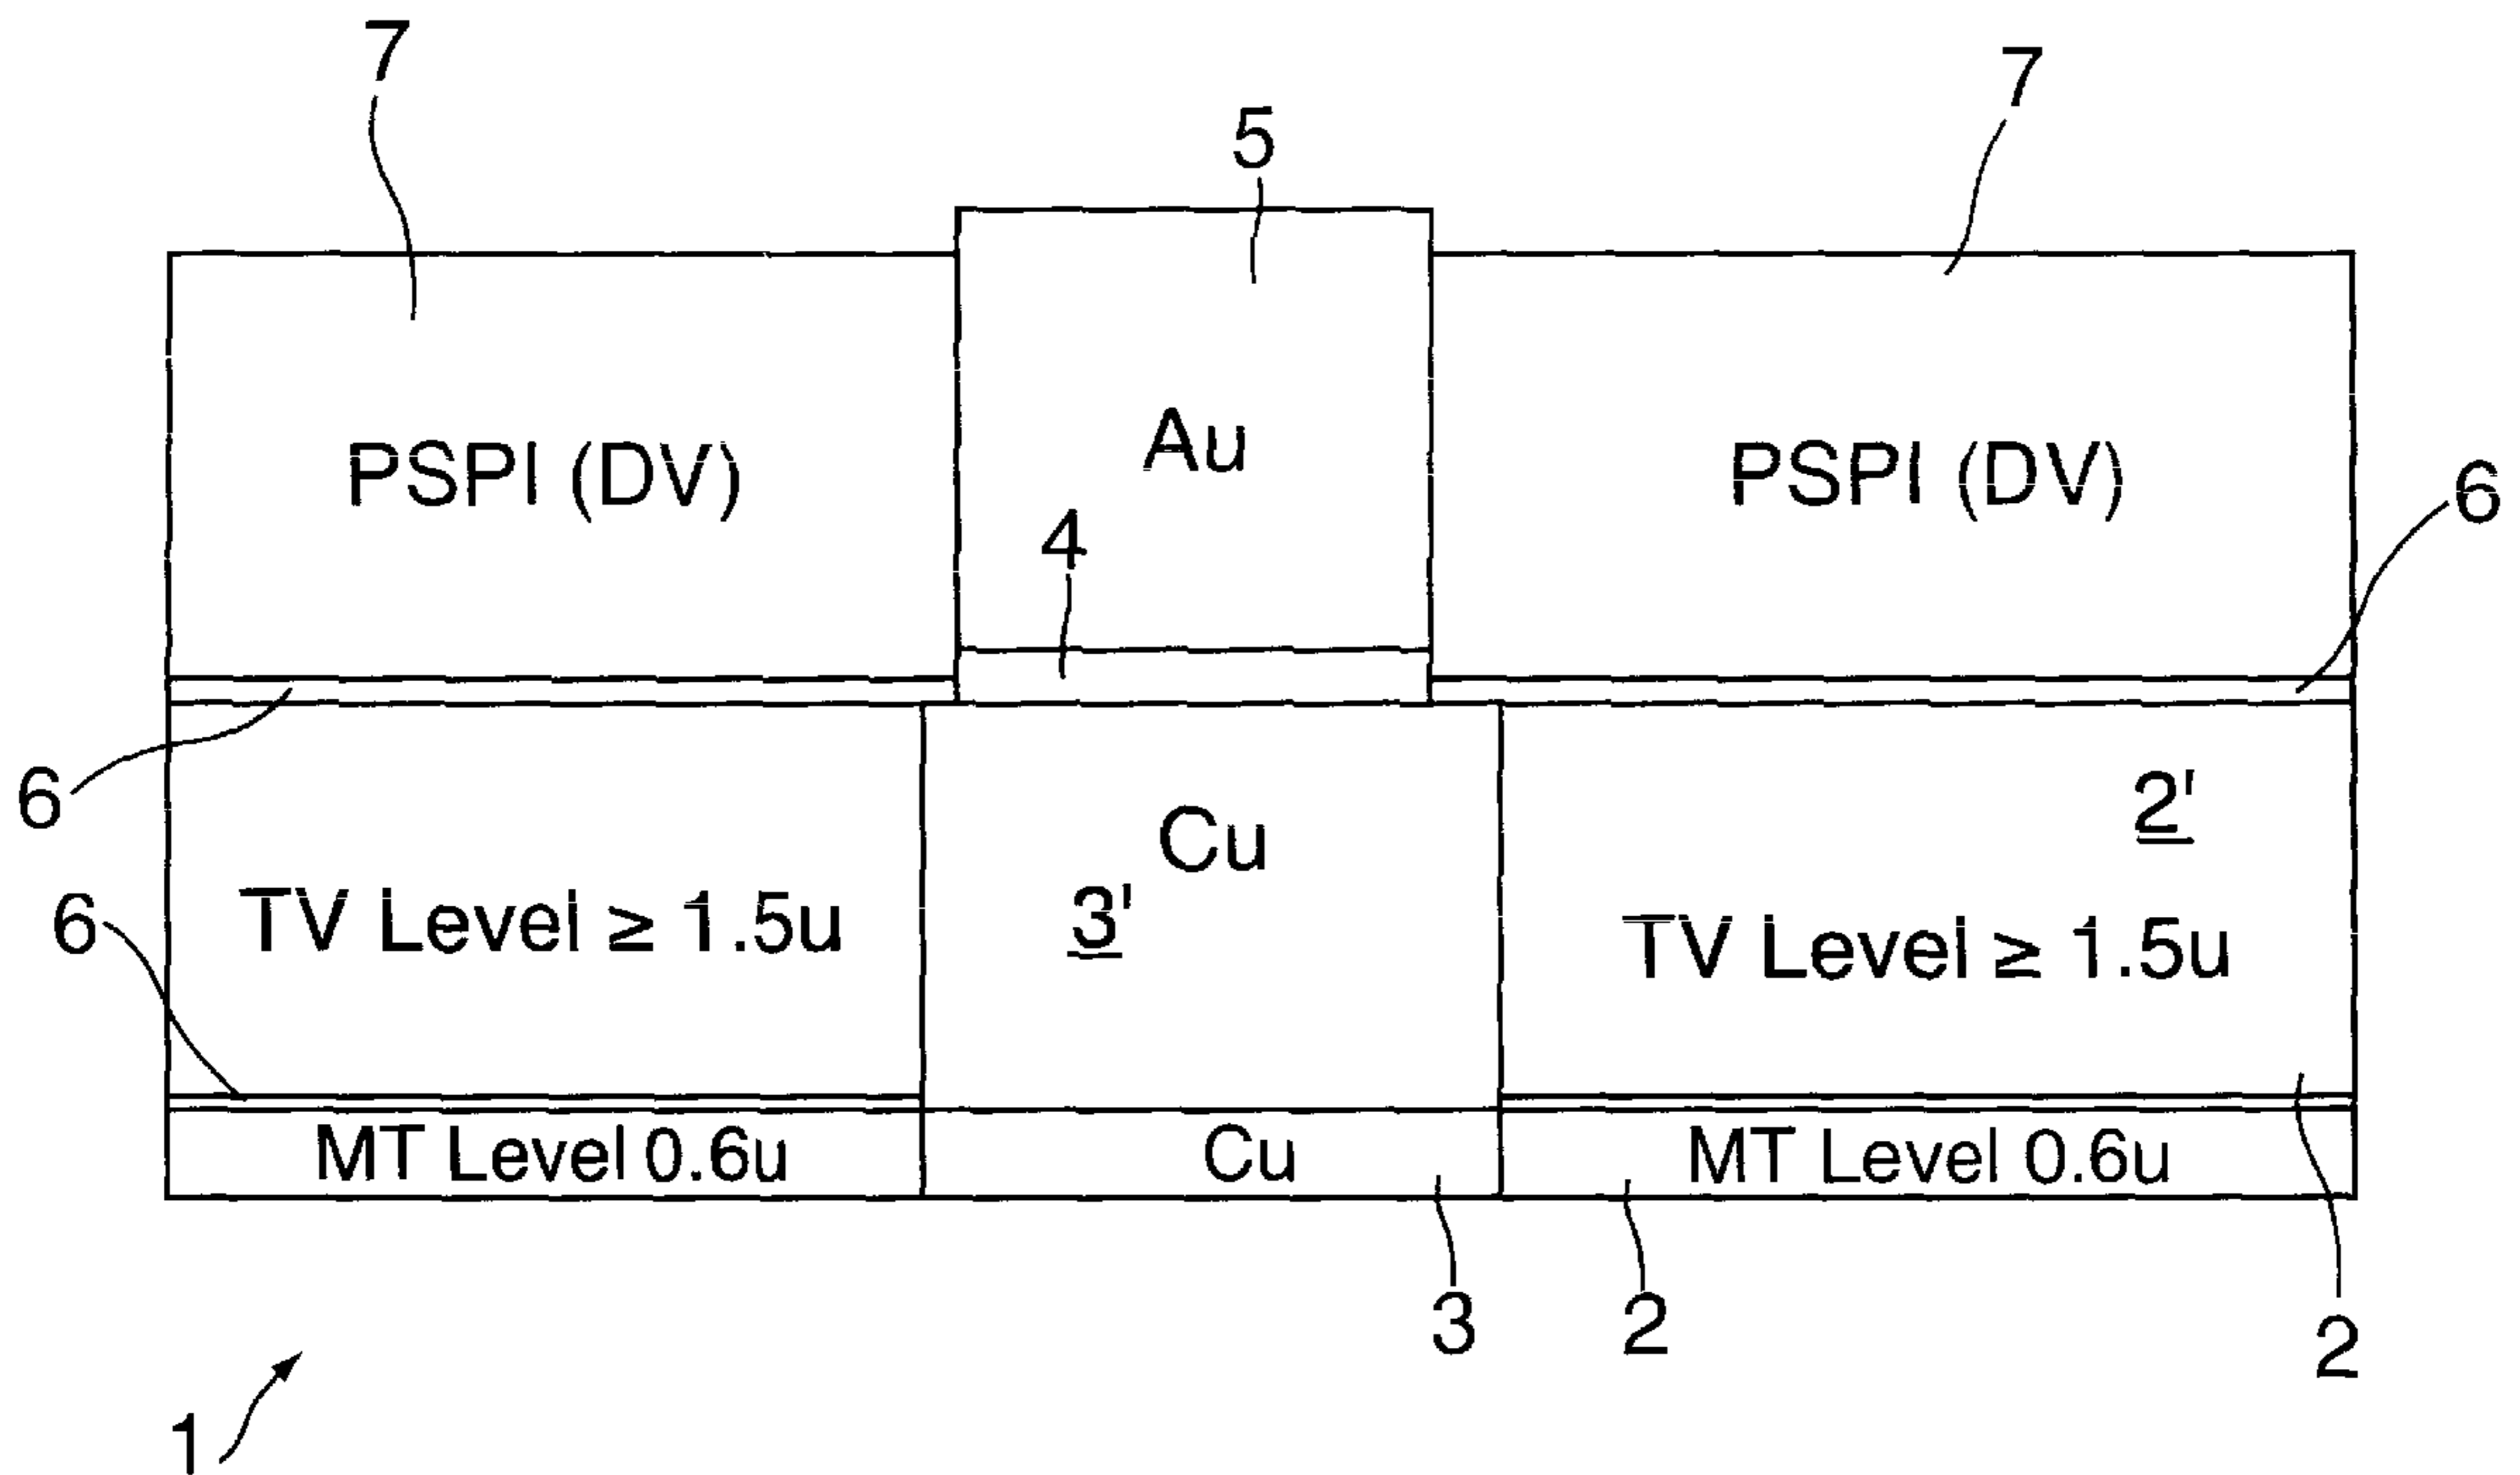 7
7
5
PSPI (DV)
Au
PSPI (DV)
6
4
6
2'
Cu
3'
6
TV Level ≥ 1.5u
TV Level ≥ 1.5u
MT Level 0.6u
Cu
MT Level 0.6u
3
2
2
1